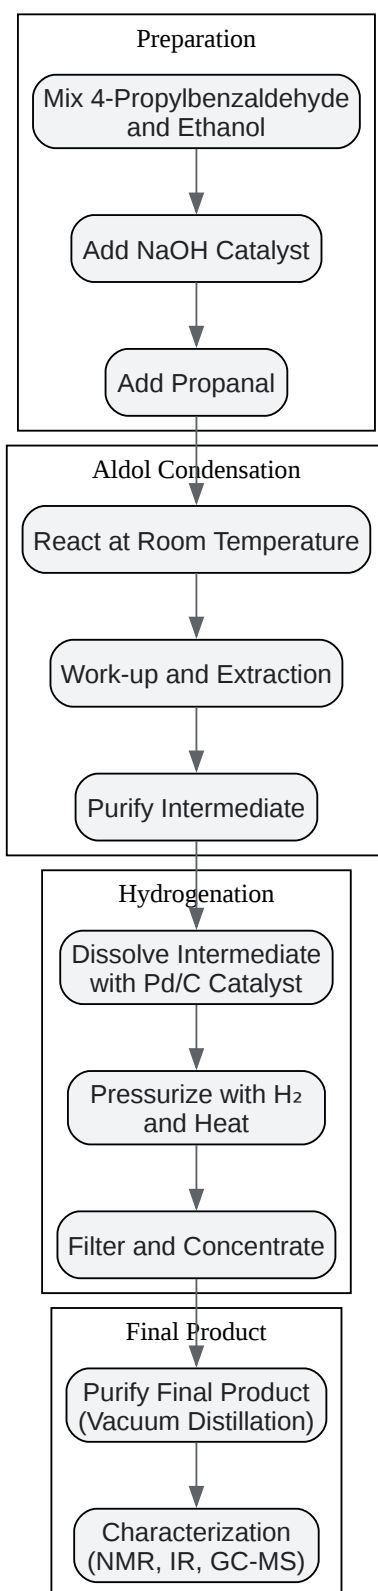 Preparation
Mix 4-Propylbenzaldehyde
and Ethanol
Add NaOH Catalyst
Add Propanal
Aldol Condensation
React at Room Temperature
Work-up and Extraction
Purify Intermediate
Hydrogenation
Dissolve Intermediate
with Pd/C Catalyst
Pressurize with H₂
and Heat
Filter and Concentrate
Final Product
Purify Final Product
(Vacuum Distillation)
Characterization
(NMR, IR, GC-MS)